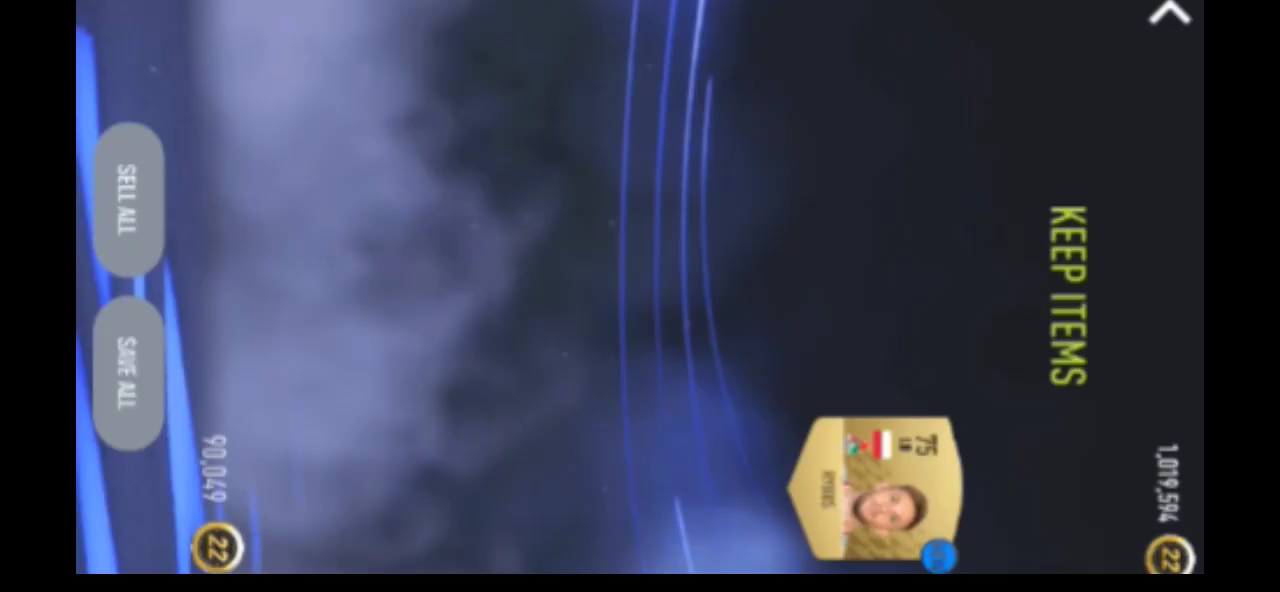 1,019,594
22
KEEP ITEMS
75
LB
90,049
22
SELL ALL
SAVE ALL